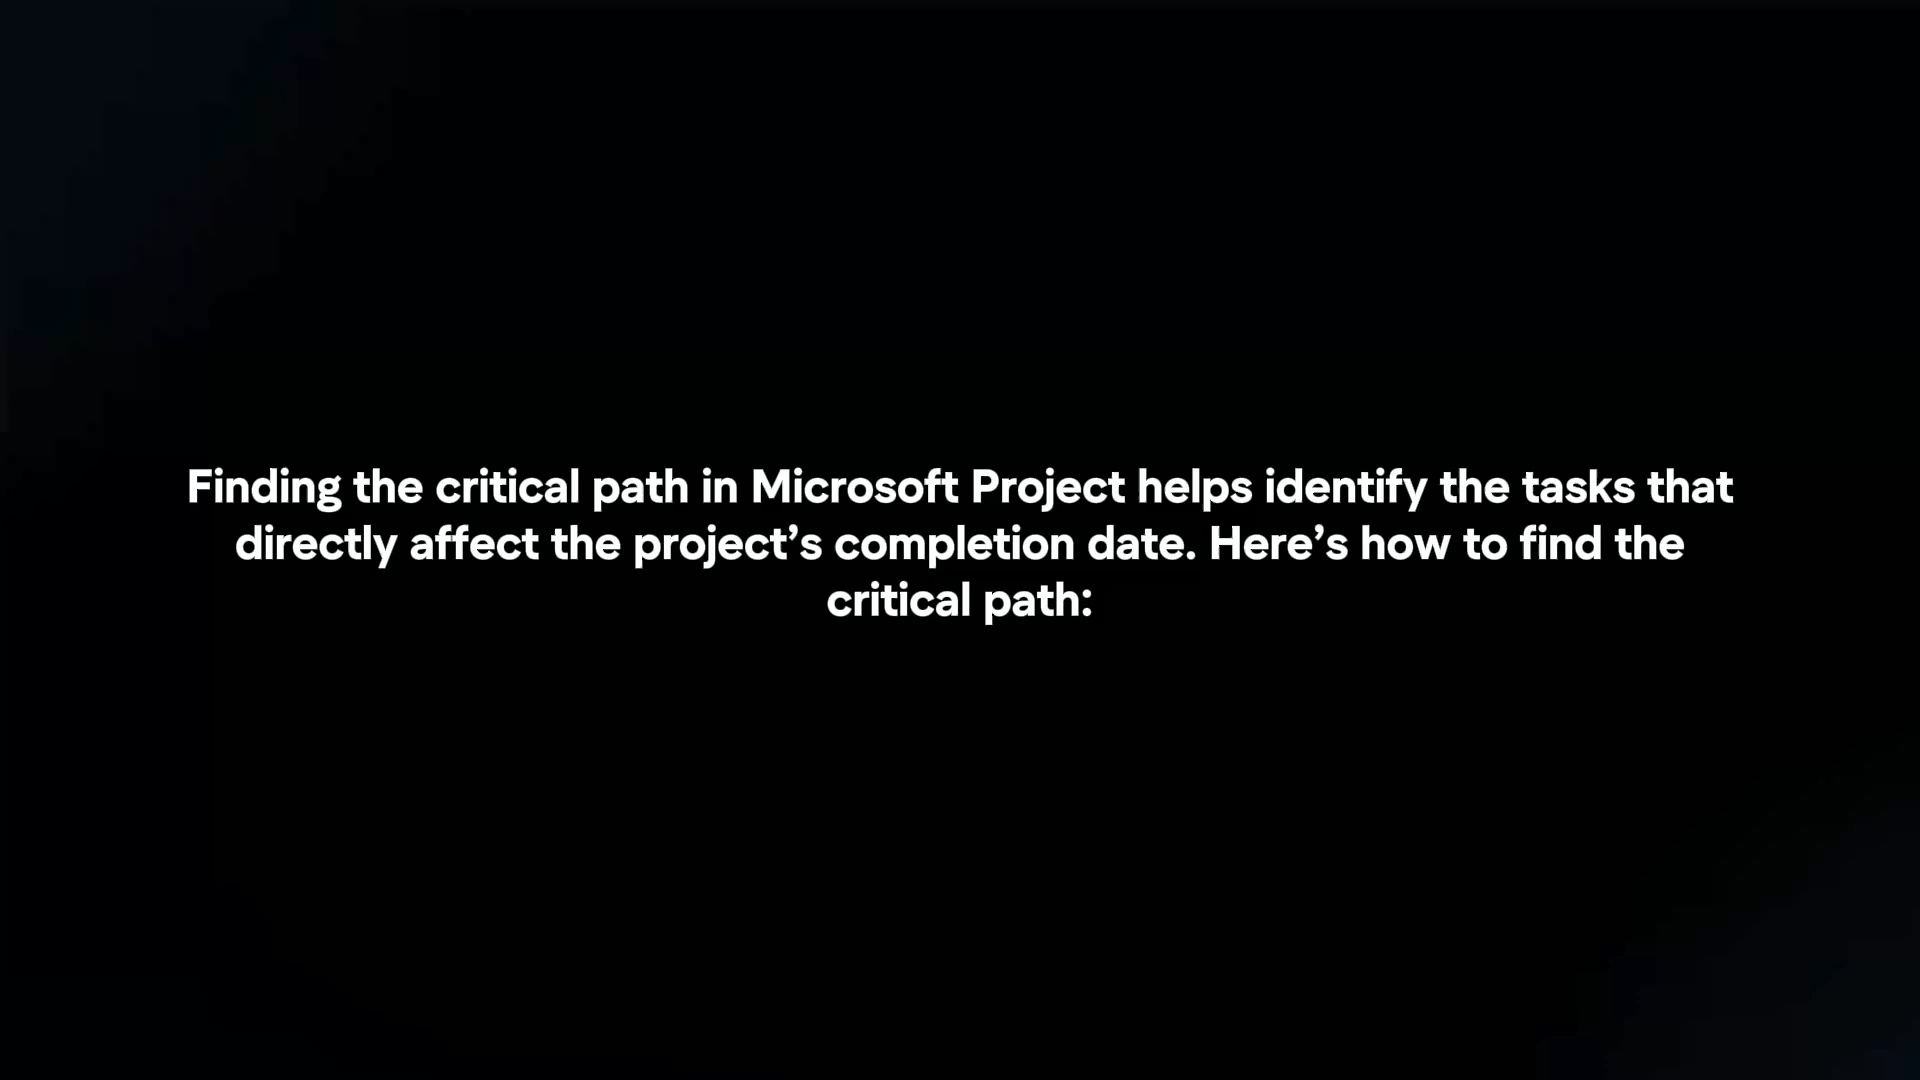 Finding the critical path in Microsoft Project helps identify the tasks that
directly affect the project’s completion date. Here’s how to find the
critical path: